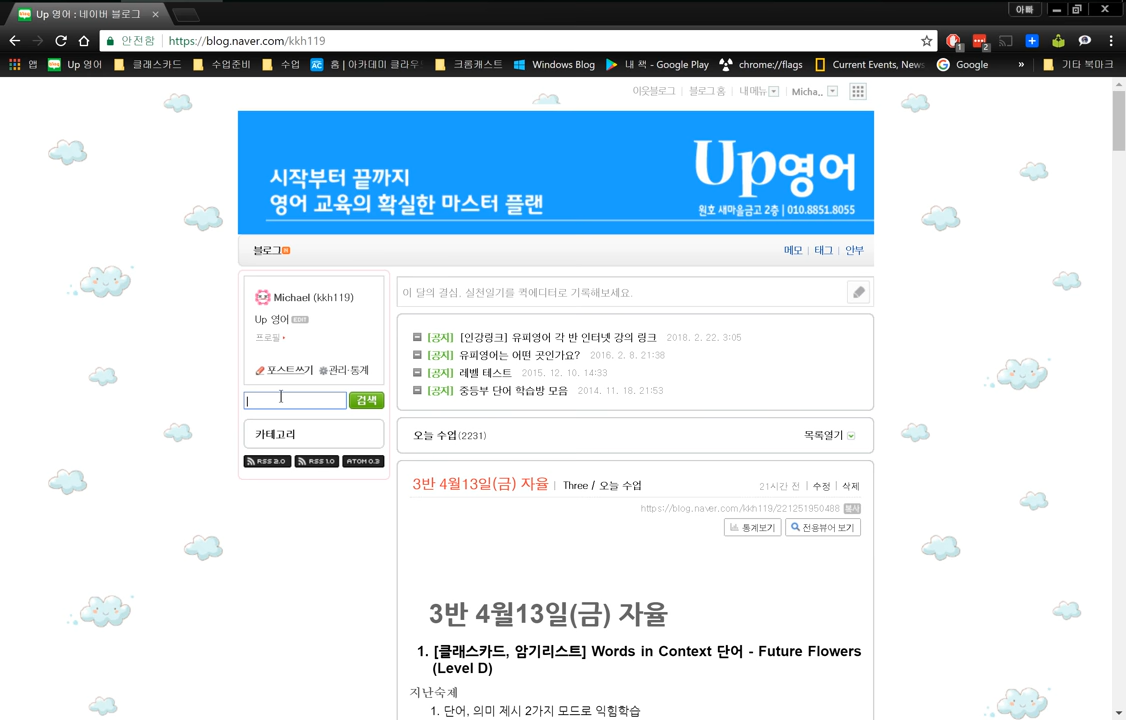 Up 영어 : 네이버 블로그
아빠
안전함 https://blog.naver.com/kkh119
1 2
앱 Up 영어 클래스카드 수업준비 수업 홈 | 아카데미 클라우 크롬캐스트 Windows Blog 내 책 - Google Play chrome://flags Current Events, News Google » 기타 북마크
이웃블로그 | 블로그 홈 | 내 메뉴 | Micha..
시작부터 끝까지
영어 교육의 확실한 마스터 플랜
Up영어
원호 새마을금고 2층 | 010.8851.8055
블로그
메모 | 태그 | 안부
Michael (kkh119)
Up 영어 EDIT
프로필
포스트쓰기 관리·통계
검색
카테고리
RSS 2.0 RSS 1.0 ATOM 0.3
이 달의 결심, 실천일기를 퀵에디터로 기록해보세요.
[공지] [인강링크] 유피영어 각 반 인터넷 강의 링크 2018. 2. 22. 3:05
[공지] 유피영어는 어떤 곳인가요? 2016. 2. 8. 21:38
[공지] 레벨 테스트 2015. 12. 10. 14:33
[공지] 중등부 단어 학습방 모음 2014. 11. 18. 21:53
오늘 수업(2231) 목록열기
3반 4월13일(금) 자율 | Three / 오늘 수업 21시간 전 | 수정 | 삭제
https://blog.naver.com/kkh119/221251950488 복사
통계보기 전용뷰어 보기
3반 4월13일(금) 자율
1. [클래스카드, 암기리스트] Words in Context 단어 - Future Flowers
(Level D)
지난숙제
1. 단어, 의미 제시 2가지 모드로 익힘학습